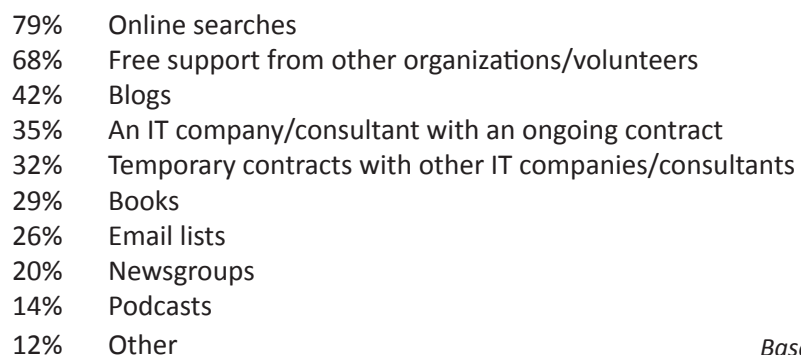 79% Online searches
68% Free support from other organizations/volunteers
42% Blogs
35% An IT company/consultant with an ongoing contract
32% Temporary contracts with other IT companies/consultants
29% Books
26% Email lists
20% Newsgroups
14% Podcasts
12% Other